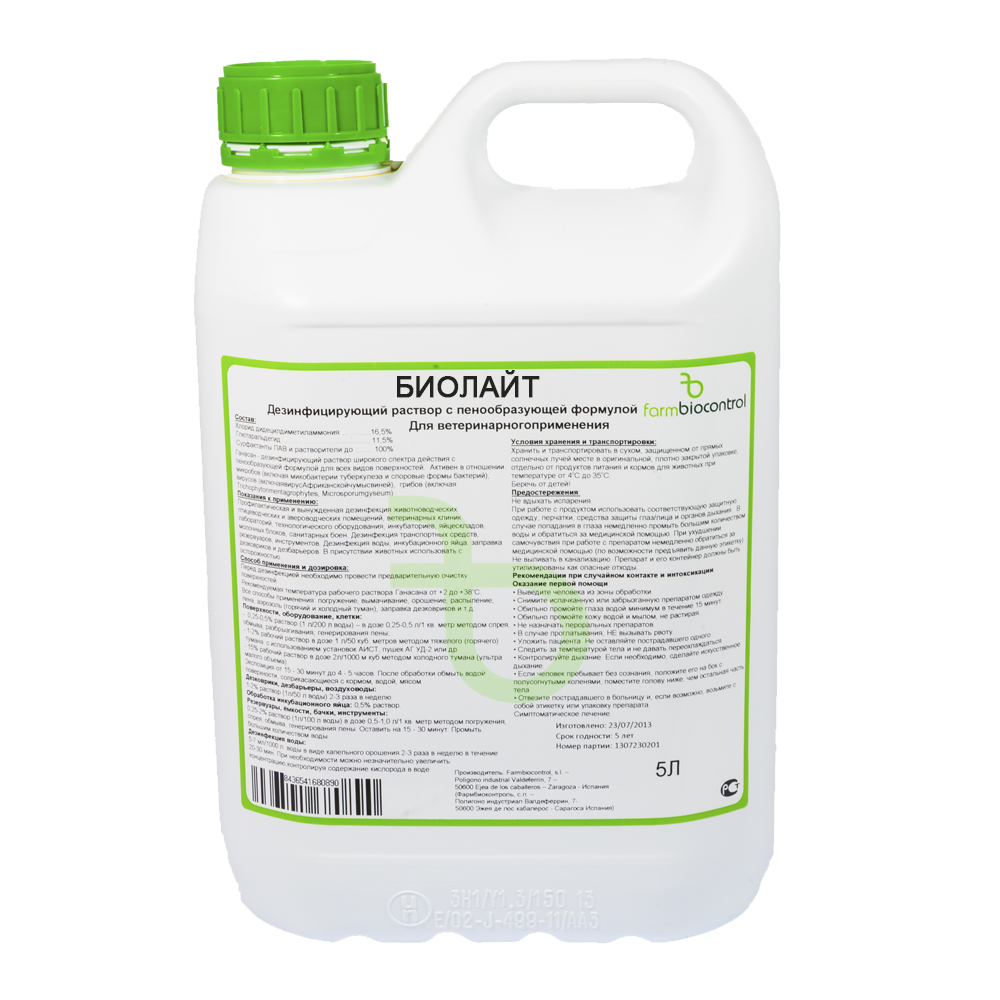 БИОЛАЙТ
Дезинфицирующий раствор с пенообразующей формулой
Для ветеринарногоприменения
farmbiocontrol
Состав:
Хлорид дидецилдиметиламмония ............ 16,5%
Глютаральдегид ............ 11,5%
Сурфактанты ПАВ и растворители до ...... 100%
Ганасан - дезинфицирующий раствор широкого спектра действия с
пенообразующей формулой для всех видов поверхностей. Активен в отношении
микробов (включая микобактерии туберкулеза и споровые формы бактерий),
вирусов (включаявирусАфриканскойчумысвиней), грибов (включая
Trichophytonmentagrophytes, Microsporumgyseum)
Показания к применению:
Профилактическая и вынужденная дезинфекция животноводческих,
птицеводческих и звероводческих помещений, ветеринарных клиник,
лабораторий, технологического оборудования, инкубаториев, яйцескладов,
молочных блоков, санитарных боен. Дезинфекция транспортных средств,
резервуаров, инструментов. Дезинфекция воды, инкубационного яйца, заправка
дезковриков и дезбарьеров. В присутствии животных использовать с
осторожностью.
Способ применения и дозировка:
Перед дезинфекцией необходимо провести предварительную очистку
поверхностей.
Рекомендуемая температура рабочего раствора Ганасана от +2 до +38°С.
Все способы применения: погружение, вымачивание, орошение, распыление,
пена, аэрозоль (горячий и холодный туман), заправка дезковриков и т.д.
Поверхности, оборудование, клетки:
- 0,25-0,5% раствор (1 л/200 л воды) – в дозе 0,25-0,5 л/1 кв. метр методом спрея,
обмыва, разбрызгивания, генерирования пены;
- 1-2% рабочий раствор в дозе 1 л/50 куб. метров методом тяжелого (горячего)
тумана, с использованием установок АИСТ, пушек АГ УД-2 или др.
- 15% рабочий раствор в дозе 2л/1000 м куб методом холодного тумана (ультра
малого объема)
Экспозиция от 15 - 30 минут до 4 - 5 часов. После обработки обмыть водой
поверхности, соприкасающиеся с кормом, водой, мясом
Дезковрики, дезбарьеры, воздуховоды:
1-2% раствор (1л/50 л воды) 2-3 раза в неделю.
Обработка инкубационного яйца: 0,5% раствор
Резервуары, емкости, бачки, инструменты:
0,25-2% раствор (1л/100 л воды) в дозе 0,5-1,0 л/1 кв. метр методом погружения,
спрея, обмыва, генерирования пены. Оставить на 15 - 30 минут. Промыть
большим количеством воды
Дезинфекция воды:
5-7 мл/1000 л. воды в виде капельного орошения 2-3 раза в неделю в течение
20-30 мин. При необходимости можно незначительно увеличить
концентрацию,контролируя содержание кислорода в воде.
8436541680890
Условия хранения и транспортировки:
Хранить и транспортировать в сухом, защищенном от прямых
солнечных лучей месте в оригинальной, плотно закрытой упаковке,
отдельно от продуктов питания и кормов для животных при
температуре от 4°С до 35°С.
Беречь от детей!
Предостережения:
Не вдыхать испарения.
При работе с продуктом использовать соответствующую защитную
одежду, перчатки, средства защиты глаз/лица и органов дыхания. В
случае попадания в глаза немедленно промыть большим количеством
воды и обратиться за медицинской помощью. При ухудшении
самочувствия при работе с препаратом немедленно обратиться за
медицинской помощью (по возможности предъявить данную этикетку)
Не выливать в канализацию. Препарат и его контейнер должны быть
утилизированы как опасные отходы.
Рекомендации при случайном контакте и интоксикации
Оказание первой помощи
• Выведите человека из зоны обработки
• Снимите испачканную или забрызганную препаратом одежду
• Обильно промойте глаза водой минимум в течение 15 минут
• Обильно промойте кожу водой и мылом, не растирая
• Не назначать пероральных препаратов
• В случае проглатывания, НЕ вызывать рвоту
• Уложить пациента. Не оставляйте пострадавшего одного
• Следить за температурой тела и не давать переохлаждаться
• Контролируйте дыхание. Если необходимо, сделайте искусственное
дыхание
• Если человек пребывает без сознания, положите его на бок с
полусогнутыми коленями, поместите голову ниже, чем остальная часть
тела
• Отвезите пострадавшего в больницу и, если возможно, возьмите с
собой этикетку или упаковку препарата
Симптоматическое лечение.
Изготовлено: 23/07/2013
Срок годности: 5 лет
Номер партии: 1307230201
Производитель: Farmbiocontrol, s.l. –
Poligono industrial Valdeferrin, 7 –
50600 Ejea de los caballeros – Zaragoza - Испания
(Фармбиоконтроль, с.л. –
Полигоно индустриал Валдеферрин, 7-
50600 Эжея де лос кабалерос - Сарагоса Испания)
5Л
РСТ
3H1/Y1.3/150 13
E/02-J-488-11/AA3